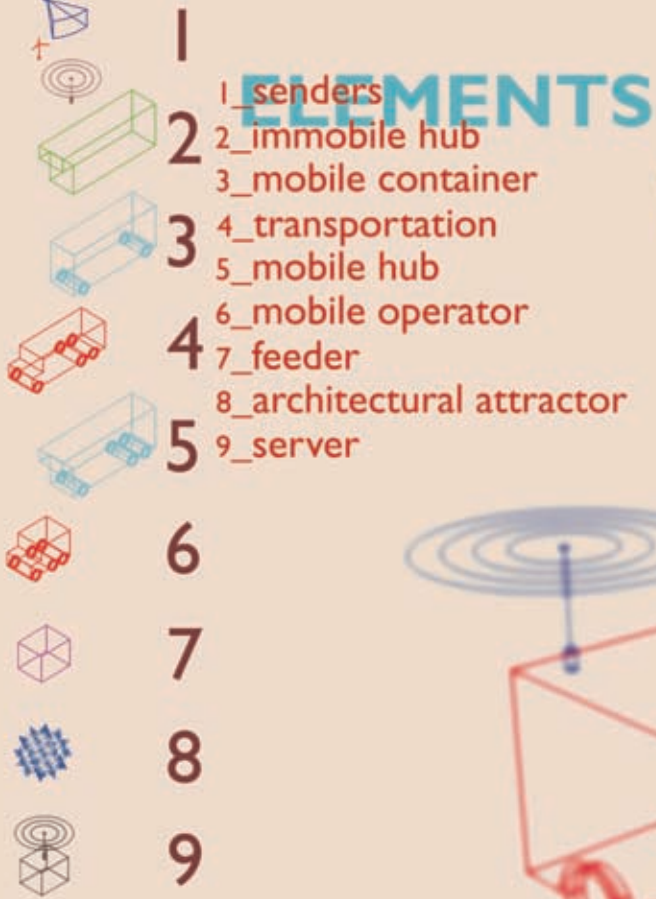 ELEMENTS
1_senders
2_immobile hub
3_mobile container
4_transportation
5_mobile hub
6_mobile operator
7_feeder
8_architectural attractor
9_server
1
2
3
4
5
6
7
8
9